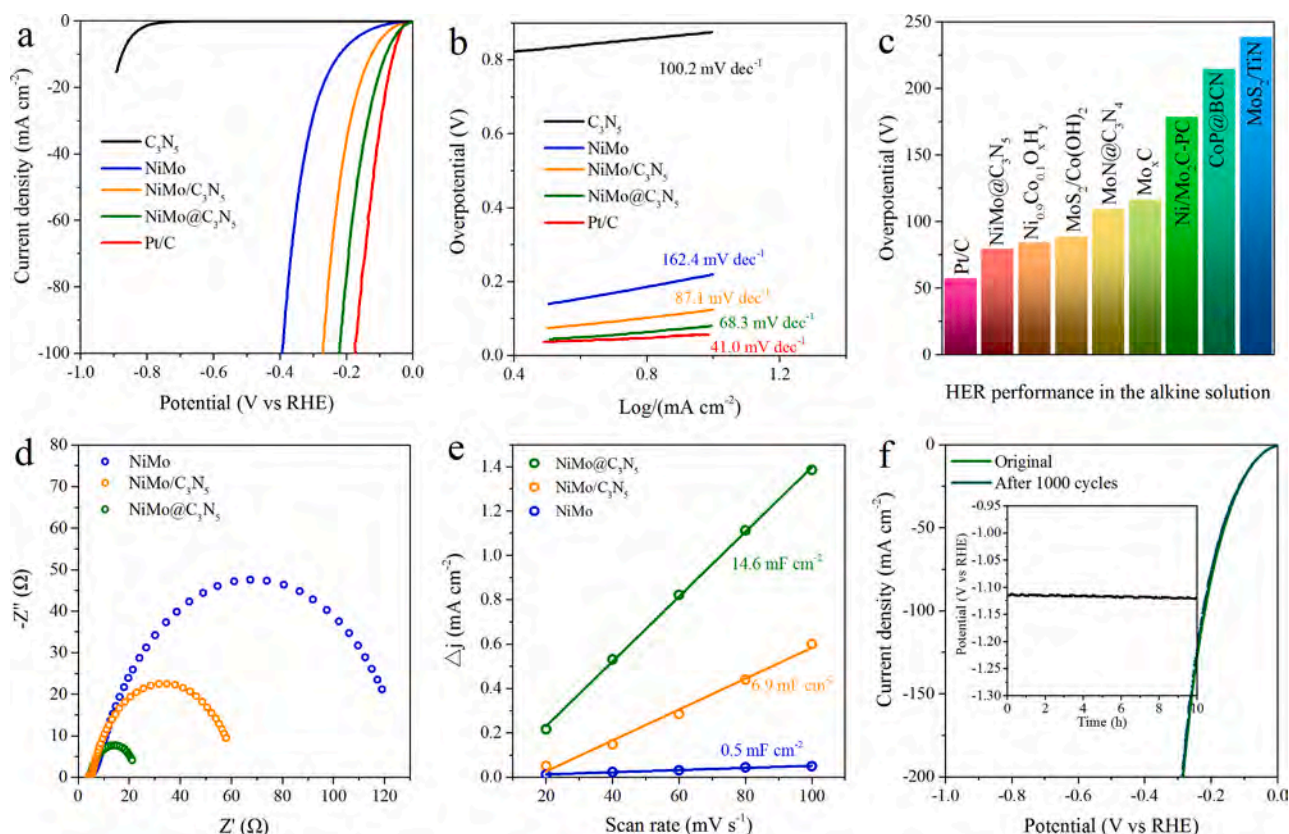 a
Current density (mA cm⁻²)
0
-20
-40
-60
-80
-100
C₃N₅
NiMo
NiMo/C₃N₅
NiMo@C₃N₅
Pt/C
-1.0 -0.8 -0.6 -0.4 -0.2 0.0
Potential (V vs RHE)
b
Overpotential (V)
0.8
0.6
0.4
0.2
0.0
100.2 mV dec⁻¹
C₃N₅
NiMo
NiMo/C₃N₅
NiMo@C₃N₅
Pt/C
162.4 mV dec⁻¹
87.1 mV dec⁻¹
68.3 mV dec⁻¹
41.0 mV dec⁻¹
0.4 0.8 1.2
Log/(mA cm⁻²)
c
Overpotential (V)
250
200
150
100
50
0
Pt/C
NiMo@C₃N₅
Ni₀.₉Co₀.₁OₓHᵧ
MoS₂/Co(OH)₂
MoN@C₃N₄
MoₓC
Ni/Mo₂C-PC
CoP@BCN
MoS₂/TiN
HER performance in the alkine solution
d
-Z'' (Ω)
80
70
60
50
40
30
20
10
0
NiMo
NiMo/C₃N₅
NiMo@C₃N₅
0 20 40 60 80 100 120
Z' (Ω)
e
△j (mA cm⁻²)
1.4
1.2
1.0
0.8
0.6
0.4
0.2
0.0
NiMo@C₃N₅
NiMo/C₃N₅
NiMo
14.6 mF cm⁻²
6.9 mF cm⁻²
0.5 mF cm⁻²
20 40 60 80 100
Scan rate (mV s⁻¹)
f
Current density (mA cm⁻²)
0
-50
-100
-150
-200
Original
After 1000 cycles
Potential (V vs RHE)
-0.95
-1.00
-1.05
-1.10
-1.15
-1.20
-1.25
-1.30
0 2 4 6 8 10
Time (h)
-1.0 -0.8 -0.6 -0.4 -0.2 0.0
Potential (V vs RHE)